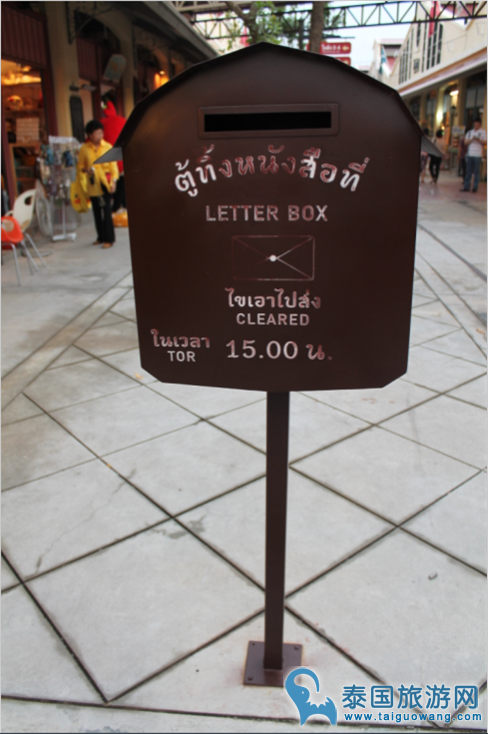 ตู้ทิ้งหนังสือที่
LETTER BOX
ไขเอาไปส่ง
CLEARED
ในเวลา 15.00 น.
TOR
泰国旅游网
www.taiguowang.com